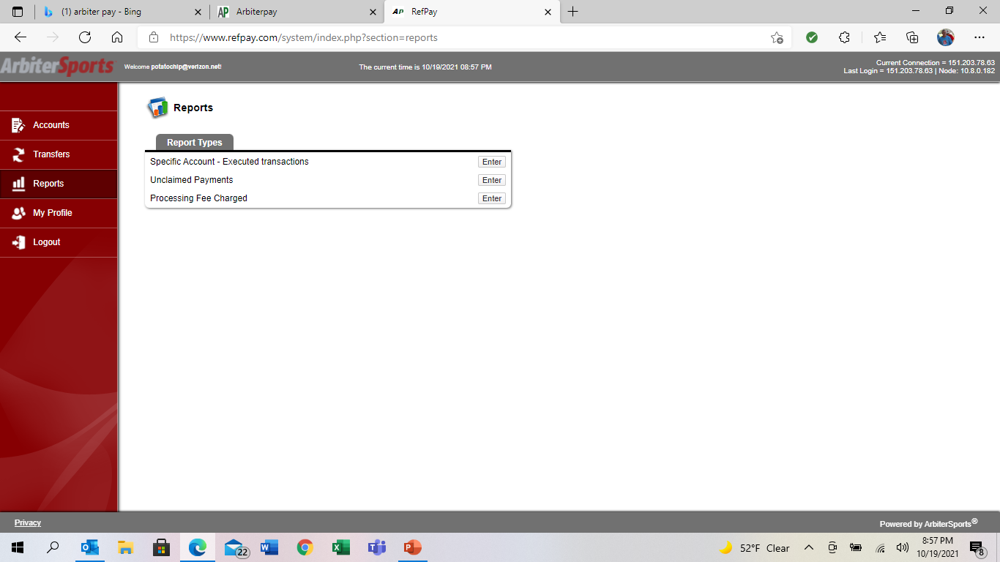 (1) arbiter pay - Bing
AP Arbiterpay
AP RefPay
https://www.refpay.com/system/index.php?section=reports
ArbiterSports
Welcome potatochip@verizon.net!
The current time is 10/19/2021 08:57 PM
Current Connection = 151.203.78.63
Last Login = 151.203.78.63 | Node: 10.8.0.182
Accounts
Transfers
Reports
My Profile
Logout
Reports
Report Types
Specific Account - Executed transactions Enter
Unclaimed Payments Enter
Processing Fee Charged Enter
Privacy
Powered by ArbiterSports®
22
52°F Clear
8:57 PM
10/19/2021
8